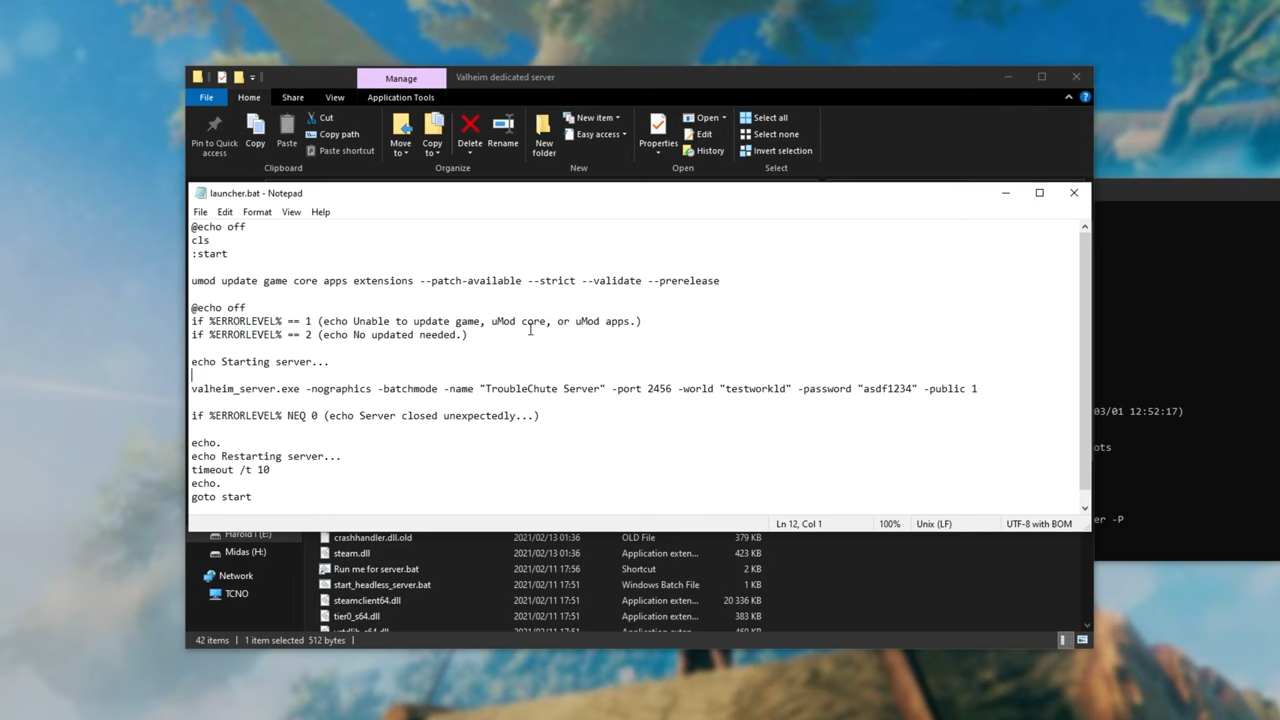 Manage
Valheim dedicated server
File
Home
Share
View
Application Tools
Pin to Quick
access
Copy
Paste
Cut
Copy path
Paste shortcut
Clipboard
Move
to
Copy
to
Delete
Rename
Organize
New
folder
New item
Easy access
New
Properties
Open
Edit
History
Open
Select all
Select none
Invert selection
Select
launcher.bat - Notepad
File Edit Format View Help
@echo off
cls
:start
umod update game core apps extensions --patch-available --strict --validate --prerelease
@echo off
if %ERRORLEVEL% == 1 (echo Unable to update game, uMod core, or uMod apps.)
if %ERRORLEVEL% == 2 (echo No updated needed.)
echo Starting server...
valheim_server.exe -nographics -batchmode -name "TroubleChute Server" -port 2456 -world "testworkld" -password "asdf1234" -public 1
if %ERRORLEVEL% NEQ 0 (echo Server closed unexpectedly...)
echo.
echo Restarting server...
timeout /t 10
echo.
goto start
Ln 12, Col 1
100%
Unix (LF)
UTF-8 with BOM
03/01 12:52:17)
ots
er -P
(E:)
Midas (H:)
Network
TCNO
crashhandler.dll.old 2021/02/13 01:36 OLD File 379 KB
steam.dll 2021/02/13 01:36 Application exten... 423 KB
Run me for server.bat 2021/02/11 17:56 Shortcut 2 KB
start_headless_server.bat 2021/02/11 17:51 Windows Batch File 1 KB
steamclient64.dll 2021/02/11 17:51 Application exten... 20 336 KB
tier0_s64.dll 2021/02/11 17:51 Application exten... 383 KB
2021/02/11 17:51 Application exten...
42 items
1 item selected 512 bytes